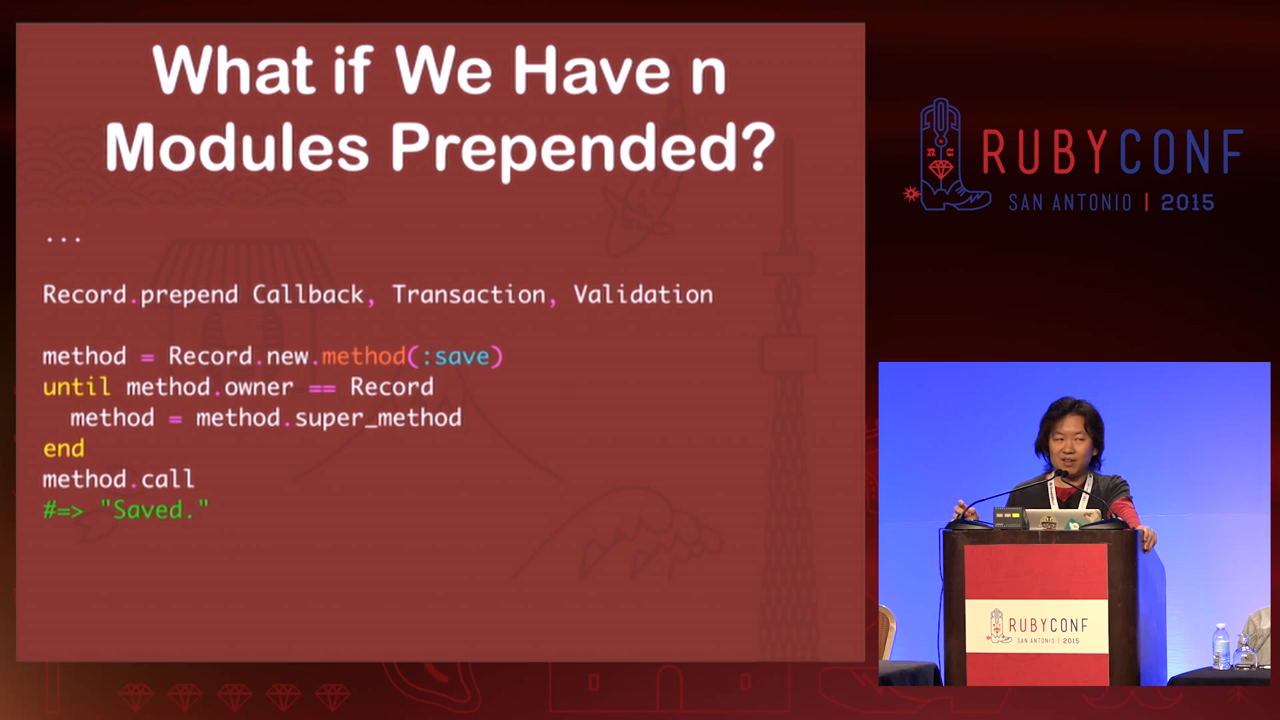 What if We Have n
Modules Prepended?
...
Record.prepend Callback, Transaction, Validation
method = Record.new.method(:save)
until method.owner == Record
  method = method.super_method
end
method.call
#=> "Saved."
RUBYCONF
SAN ANTONIO | 2015
RUBYCONF
SAN ANTONIO | 2015